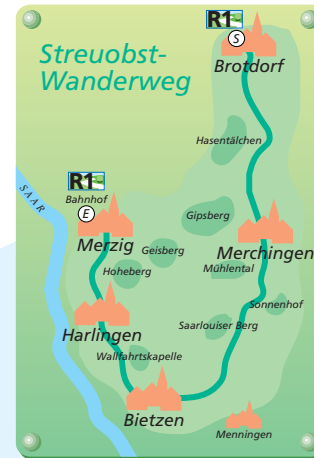 R1
S
Streuobst-
Wanderweg
Brotdorf
Hasentälchen
SAAR
R1
Bahnhof
E
Gipsberg
Merzig
Geisberg
Merchingen
Hoheberg
Mühlental
Sonnenhof
Harlingen
Saarlouiser Berg
Wallfahrtskapelle
Bietzen
Menningen